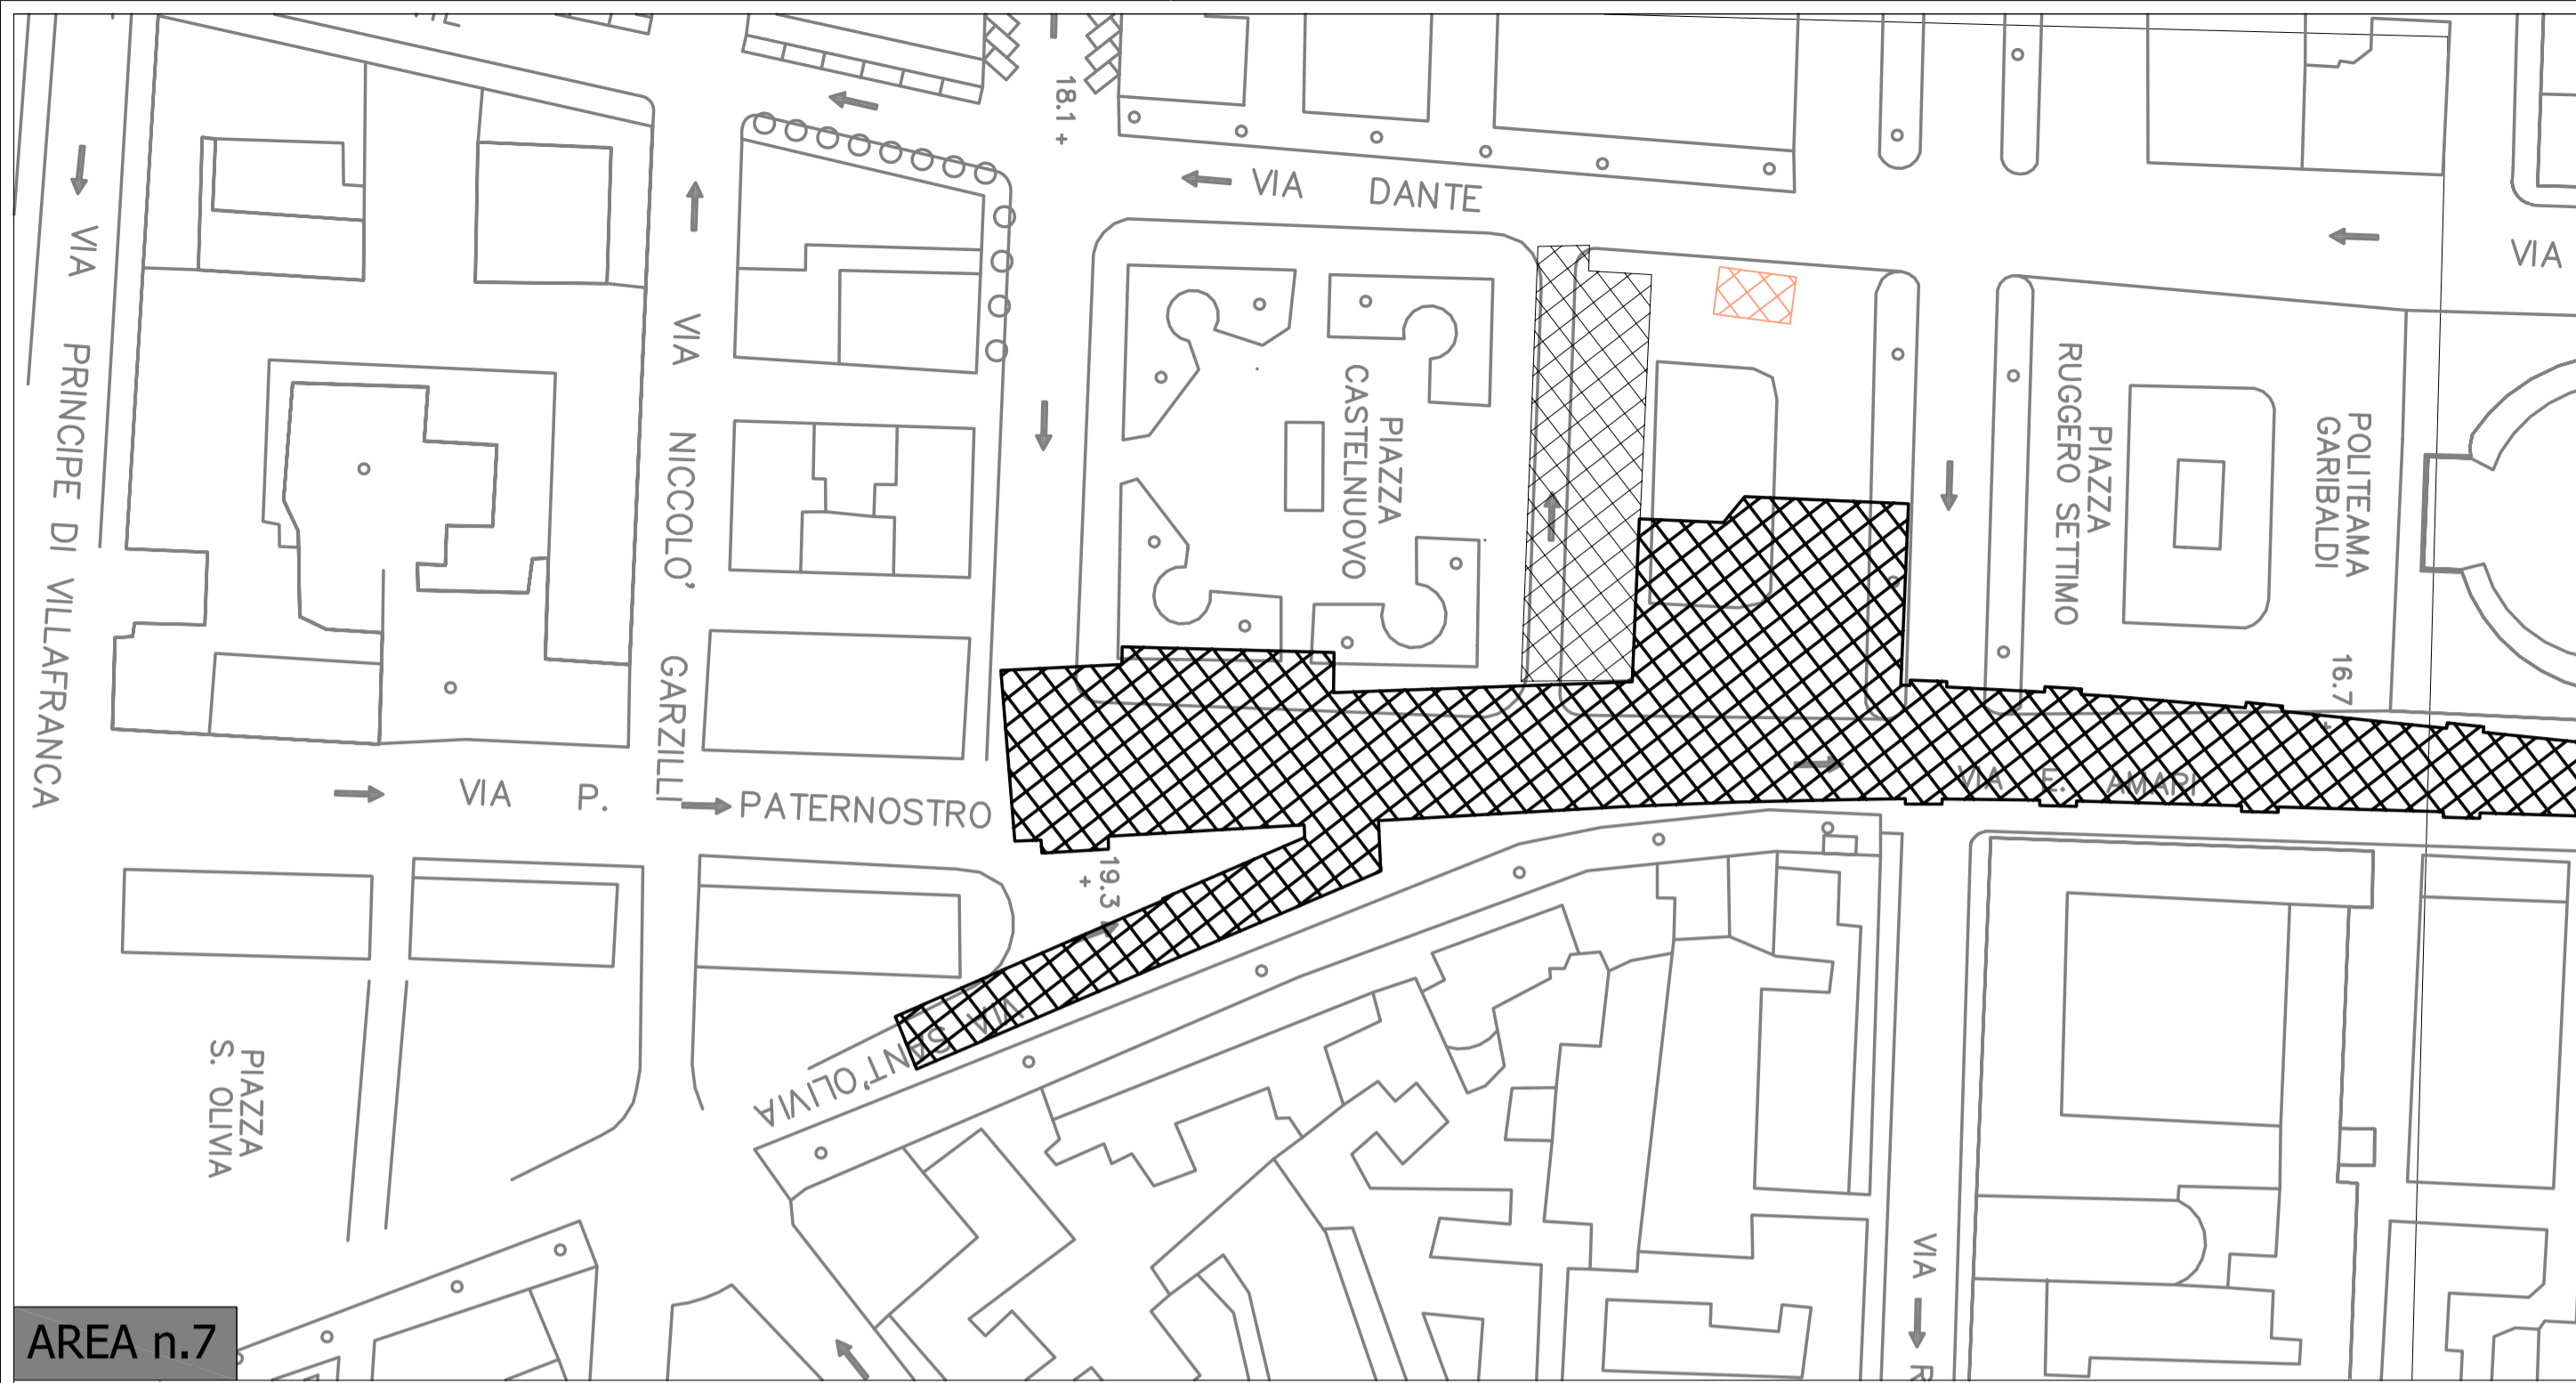 18.1 +
VIA DANTE
VIA
VIA PRINCIPE DI VILLAFRANCA
VIA NICCOLO' GARZILLI
PIAZZA
CASTELNUOVO
PIAZZA
RUGGERO SETTIMO
POLITEAMA
GARIBALDI
16.7
VIA P. PATERNOSTRO
VIA E. AMARI
19.3
+
VIA SANT'OLIVIA
PIAZZA
S. OLIVIA
VIA R
AREA n.7